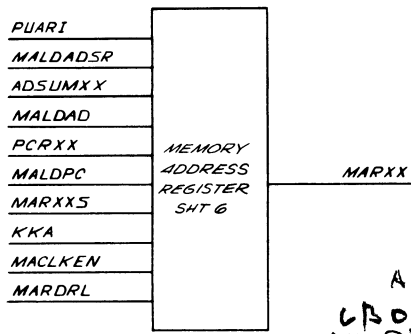 PUARI
MALDADSR
ADSUMXX
MALDAD
PCRXX
MALDPC
MARXXS
KKA
MACLKEN
MARDRL
MEMORY
ADDRESS
REGISTER
SHT 6
MARXX
A